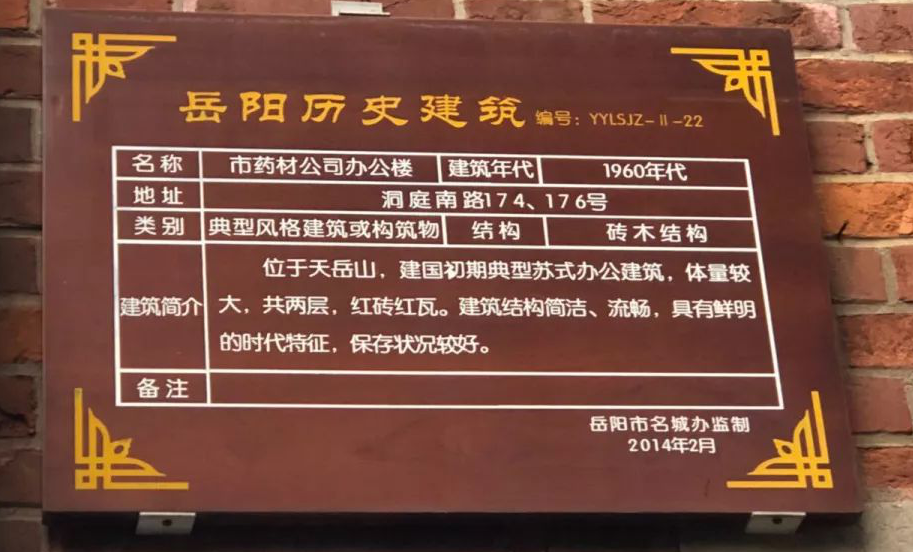 岳阳历史建筑 编号：YYLSJZ-Ⅱ-22
名称 市药材公司办公楼 建筑年代 1960年代
地址 洞庭南路174、176号
类别 典型风格建筑或构筑物 结构 砖木结构
建筑简介 位于天岳山，建国初期典型苏式办公建筑，体量较
大，共两层，红砖红瓦。建筑结构简洁、流畅，具有鲜明
的时代特征，保存状况较好。
备注
岳阳市名城办监制
2014年2月